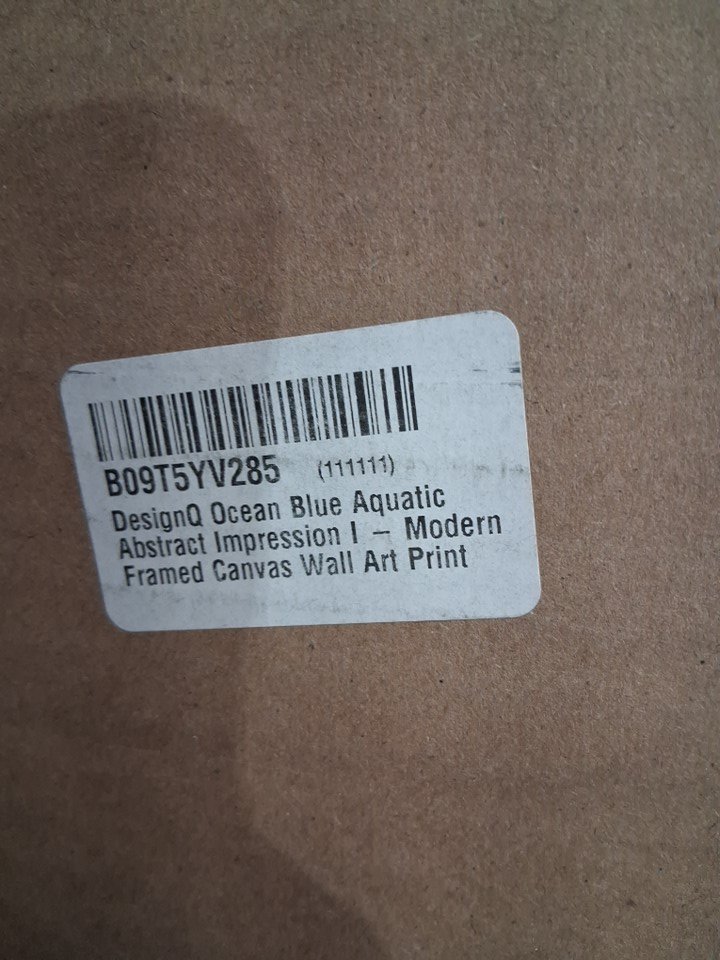 B09T5YV285 (111111)
DesignQ Ocean Blue Aquatic
Abstract Impression I – Modern
Framed Canvas Wall Art Print